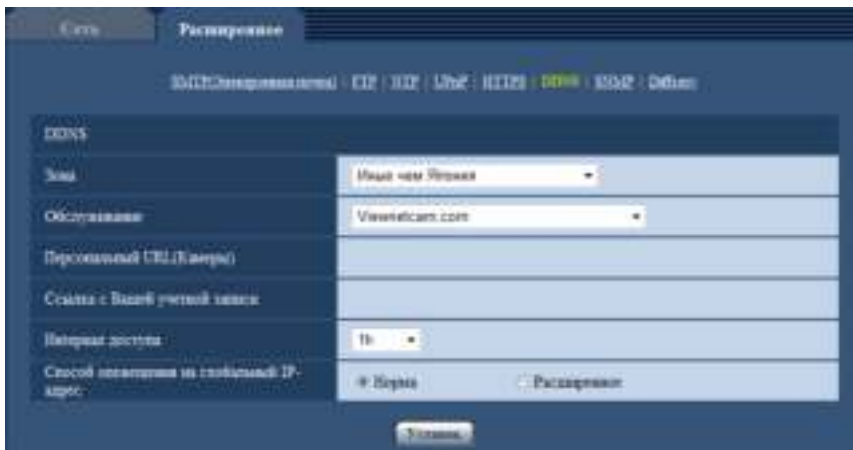 Сеть
Расширенное
SMTP(Электронная почта) | FTP | NTP | UPnP | HTTPS | DDNS | SNMP | Diffserv
DDNS
Зона
Иные чем Япония
Обслуживание
Viewnetcam.com
Персональный URL(Камеры)
Ссылка с Вашей учетной записи
Интервал доступа
1h
Способ оповещения на глобальный IP-
адрес.
Норма
Расширенное
Установ.